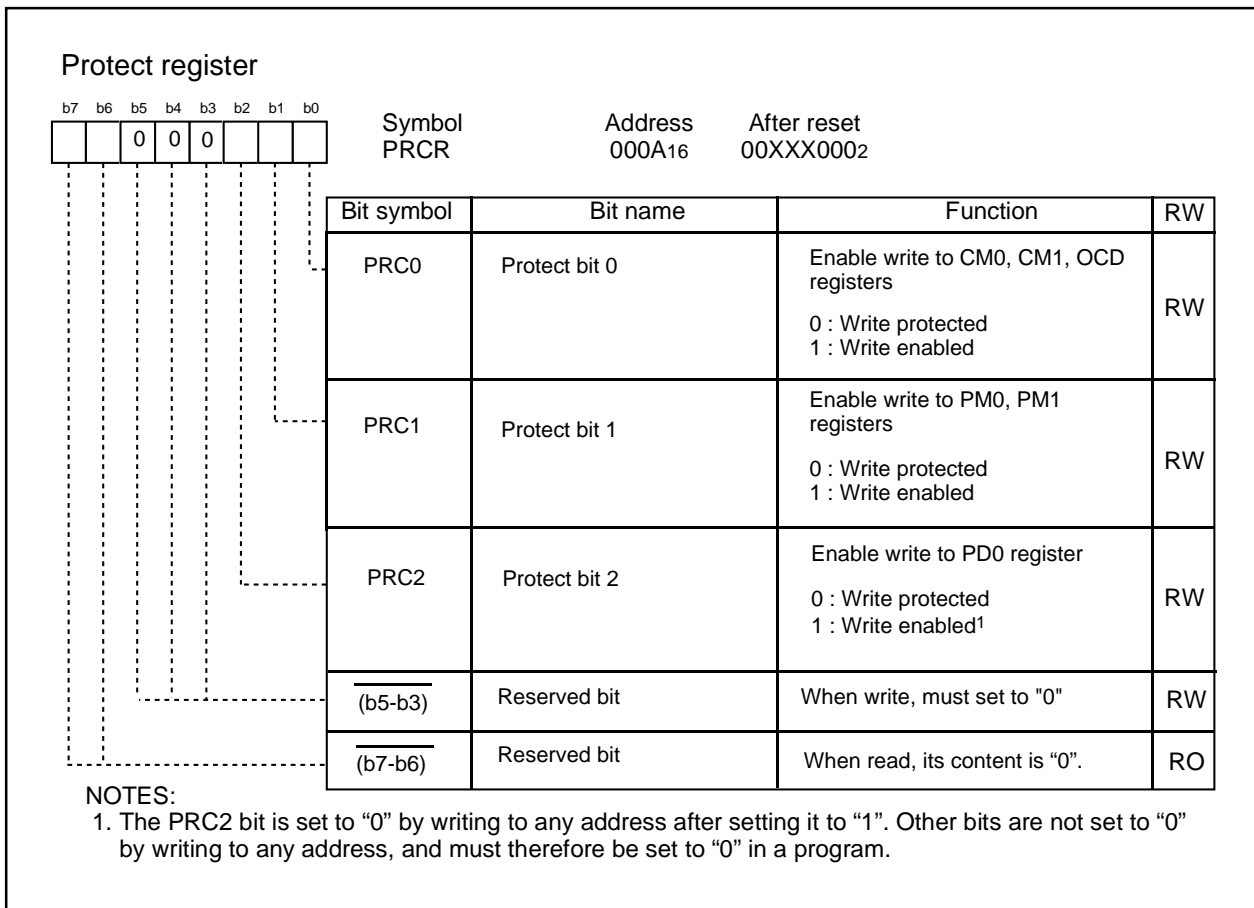 Protect register
b7 b6 b5 b4 b3 b2 b1 b0
0 0 0
Symbol Address After reset
PRCR 000A16 00XXX0002
Bit symbol Bit name Function RW
PRC0 Protect bit 0 Enable write to CM0, CM1, OCD
registers
0 : Write protected
1 : Write enabled
RW
PRC1 Protect bit 1 Enable write to PM0, PM1
registers
0 : Write protected
1 : Write enabled
RW
PRC2 Protect bit 2 Enable write to PD0 register
0 : Write protected
1 : Write enabled1
RW
(b5-b3) Reserved bit When write, must set to "0" RW
(b7-b6) Reserved bit When read, its content is “0”. RO
NOTES:
1. The PRC2 bit is set to “0” by writing to any address after setting it to “1”. Other bits are not set to “0”
by writing to any address, and must therefore be set to “0” in a program.